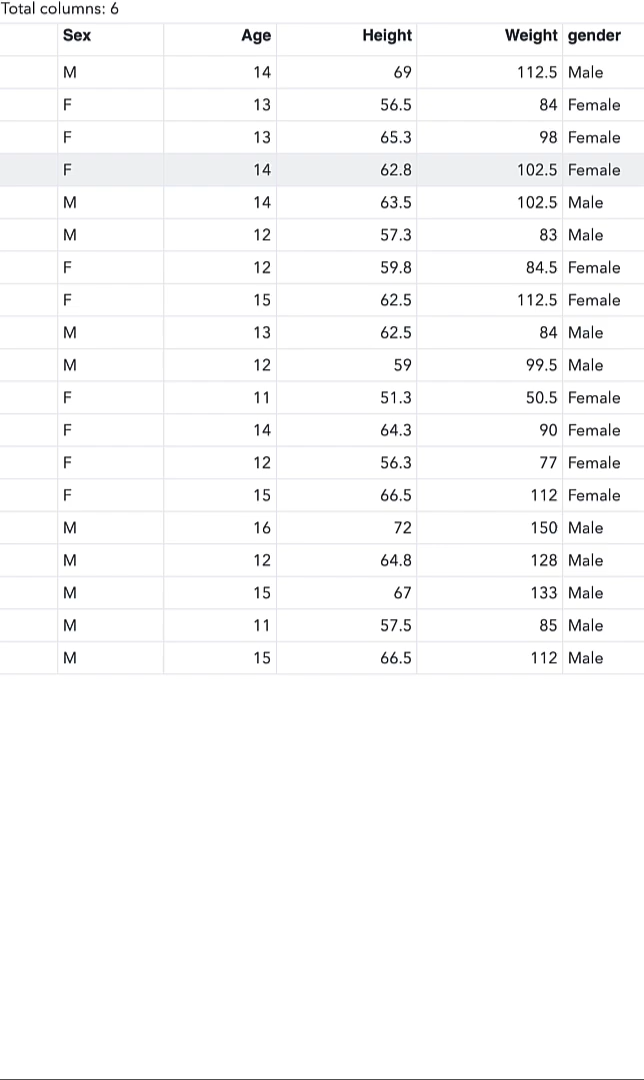 Total columns: 6
Sex Age Height Weight gender
M 14 69 112.5 Male
F 13 56.5 84 Female
F 13 65.3 98 Female
F 14 62.8 102.5 Female
M 14 63.5 102.5 Male
M 12 57.3 83 Male
F 12 59.8 84.5 Female
F 15 62.5 112.5 Female
M 13 62.5 84 Male
M 12 59 99.5 Male
F 11 51.3 50.5 Female
F 14 64.3 90 Female
F 12 56.3 77 Female
F 15 66.5 112 Female
M 16 72 150 Male
M 12 64.8 128 Male
M 15 67 133 Male
M 11 57.5 85 Male
M 15 66.5 112 Male